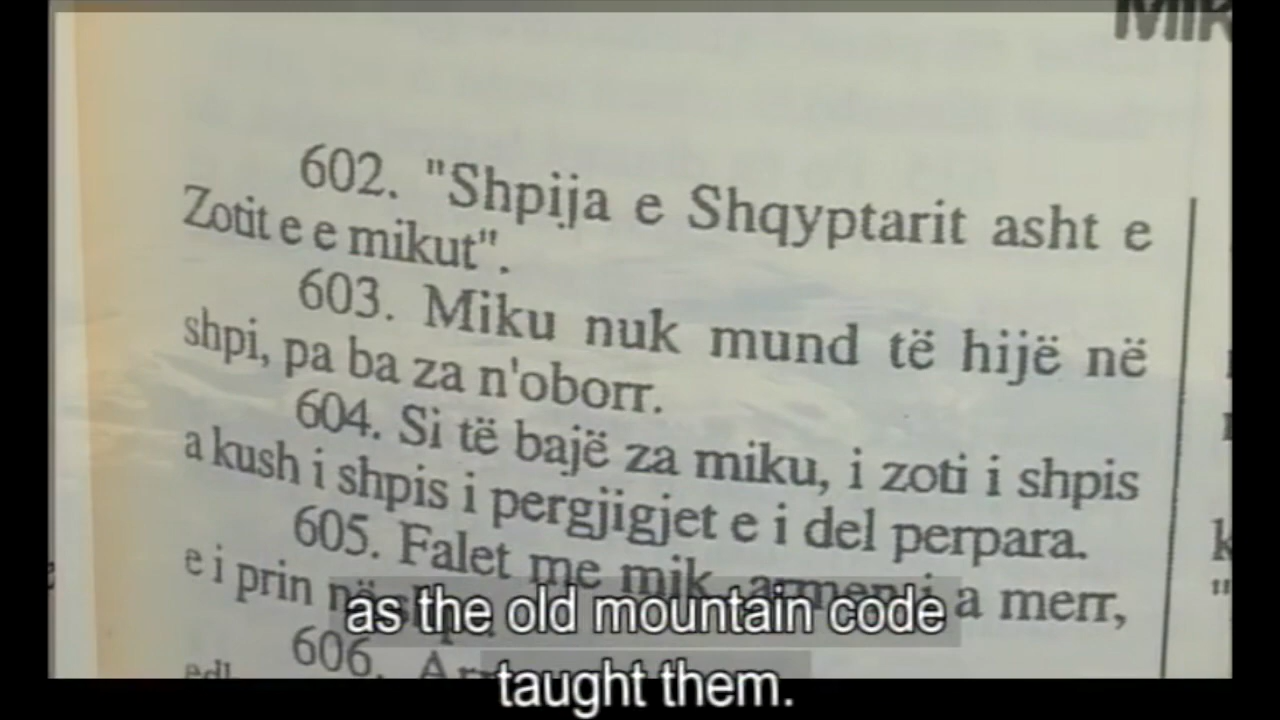 602. "Shpija e Shqyptarit asht e
Zotit e e mikut".
603. Miku nuk mund të hijë në
shpi, pa ba za n'oborr.
604. Si të bajë za miku, i zoti i shpis
a kush i shpis i pergjigjet e i del perpara.
605. Falet me mik, armen i a merr,
e i prin në
606.
as the old mountain code
taught them.